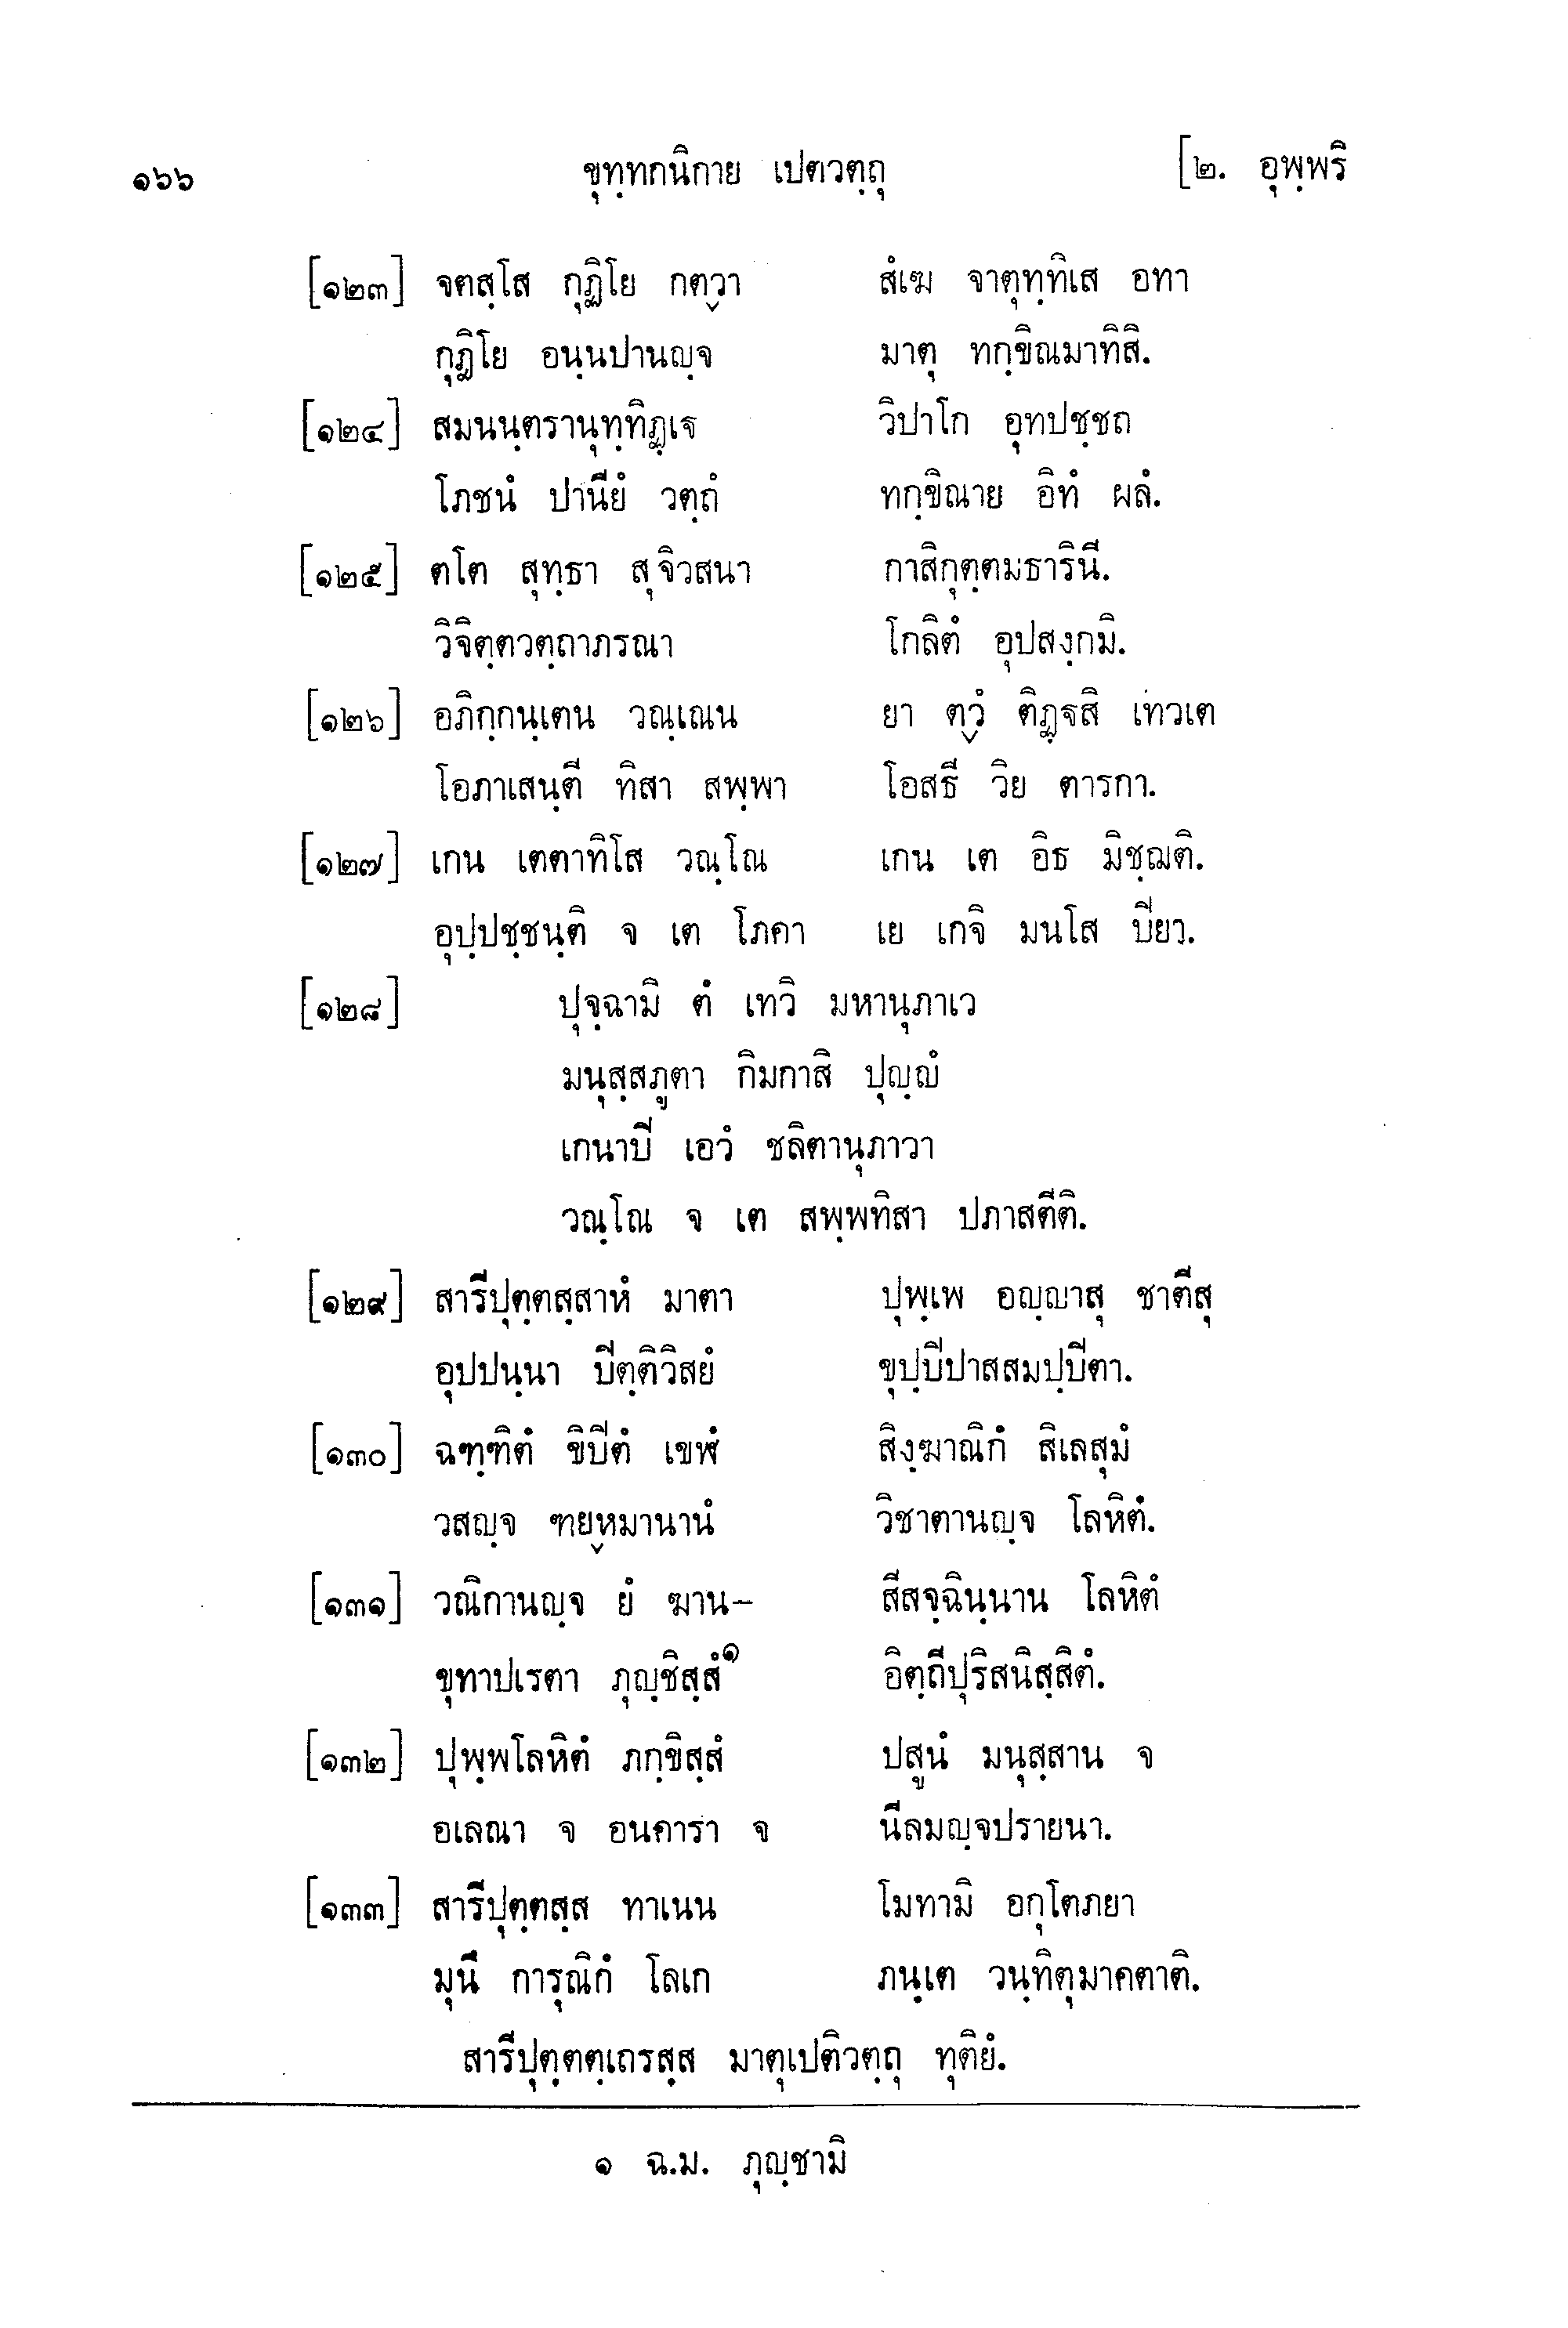 ๑๖๖ ขุทฺทกนิกาย เปตวตฺถุ [๒. อุพฺพริ
[๑๒๓] จตสฺโส กุฏิโย กตฺวา สํเฆ จาตุทฺทิเส อทา
กุฏิโย อนฺนปานญฺจ มาตุ ทกฺขิณมาทิสิ.
[๑๒๔] สมนนฺตรานุทฺทิฏฺเฐ วิปาโก อุทปชฺชถ
โภชนํ ปานียํ วตฺถํ ทกฺขิณาย อิทํ ผลํ.
[๑๒๕] ตโต สุทฺธา สุจิวสนา กาสิกุตฺตมธารินี.
วิจิตฺตวตฺถาภรณา โกลิตํ อุปสงฺกมิ.
[๑๒๖] อภิกฺกนฺเตน วณฺเณน ยา ตฺวํ ติฏฺฐสิ เทวเต
โอภาเสนฺตี ทิสา สพฺพา โอสธี วิย ตารกา.
[๑๒๗] เกน เตตาทิโส วณฺโณ เกน เต อิธ มิชฺฌติ.
อุปฺปชฺชนฺติ จ เต โภคา เย เกจิ มนโส ปิยา.
[๑๒๘] ปุจฺฉามิ ตํ เทวิ มหานุภาเว
มนุสฺสภูตา กิมกาสิ ปุญฺญํ
เกนาปิ เอวํ ชลิตานุภาวา
วณฺโณ จ เต สพฺพทิสา ปภาสตีติ.
[๑๒๙] สารีปุตฺตสฺสาหํ มาตา ปุพฺเพ อญฺญาสุ ชาตีสุ
อุปปนฺนา ปิตฺติวิสยํ ขุปฺปิปาสสมปฺปิตา.
[๑๓๐] ฉฑฺฑิตํ ขิปิตํ เขฬํ สิงฺฆาณิกํ สิเลสุมํ
วสญฺจ ฑยฺหมานานํ วิชาตานญฺจ โลหิตํ.
[๑๓๑] วณิกานญฺจ ยํ ฆาน- สีสจฺฉินฺนาน โลหิตํ
ขุทาปเรตา ภุญฺชิสฺสํ๑ อิตฺถีปุริสนิสฺสิตํ.
[๑๓๒] ปุพฺพโลหิตํ ภกฺขิสฺสํ ปสูนํ มนุสฺสาน จ
อเลณา จ อนคารา จ นีลมญฺจปรายนา.
[๑๓๓] สารีปุตฺตสฺส ทาเนน โมทามิ อกุโตภยา
มุนึ การุณิกํ โลเก ภนฺเต วนฺทิตุมาคตาติ.
สารีปุตฺตตฺเถรสฺส มาตุเปติวตฺถุ ทุติยํ.
๑ ฉ.ม. ภุญฺชามิ